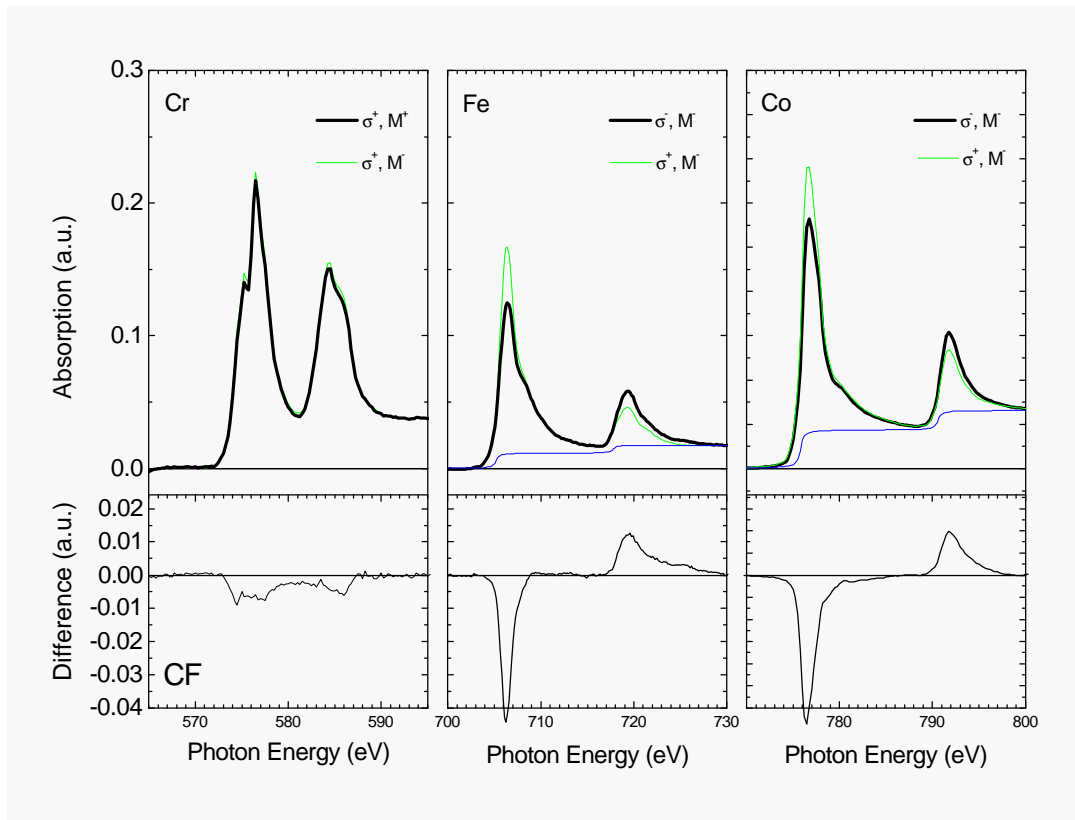 Absorption (a.u.)
0.3
0.2
0.1
0.0
Cr
σ⁺, M⁺
σ⁺, M⁻
Fe
σ⁻, M⁻
σ⁺, M⁻
Co
σ⁻, M⁻
σ⁺, M⁻
Difference (a.u.)
0.02
0.01
0.00
-0.01
-0.02
-0.03
-0.04
CF
570 580 590
700 710 720 730
780 790 800
Photon Energy (eV)
Photon Energy (eV)
Photon Energy (eV)